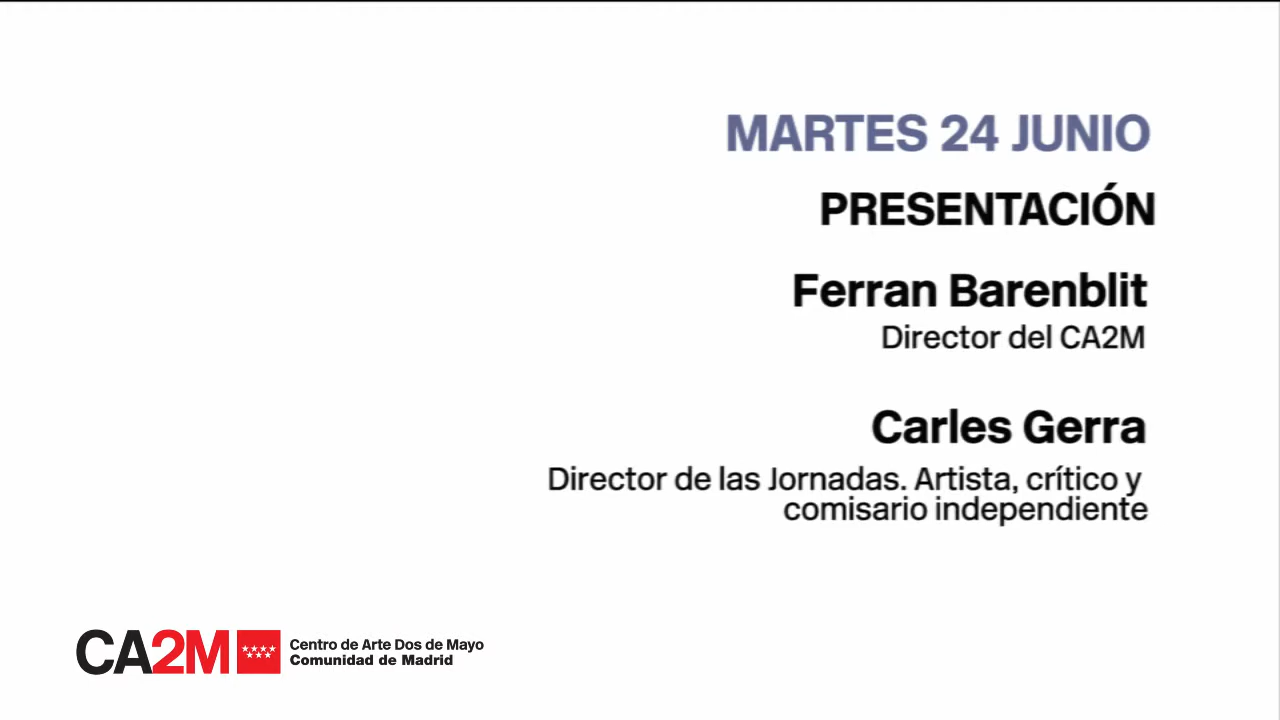 MARTES 24 JUNIO
PRESENTACIÓN
Ferran Barenblit
Director del CA2M
Carles Gerra
Director de las Jornadas. Artista, crítico y
comisario independiente
CA2M
Centro de Arte Dos de Mayo
Comunidad de Madrid